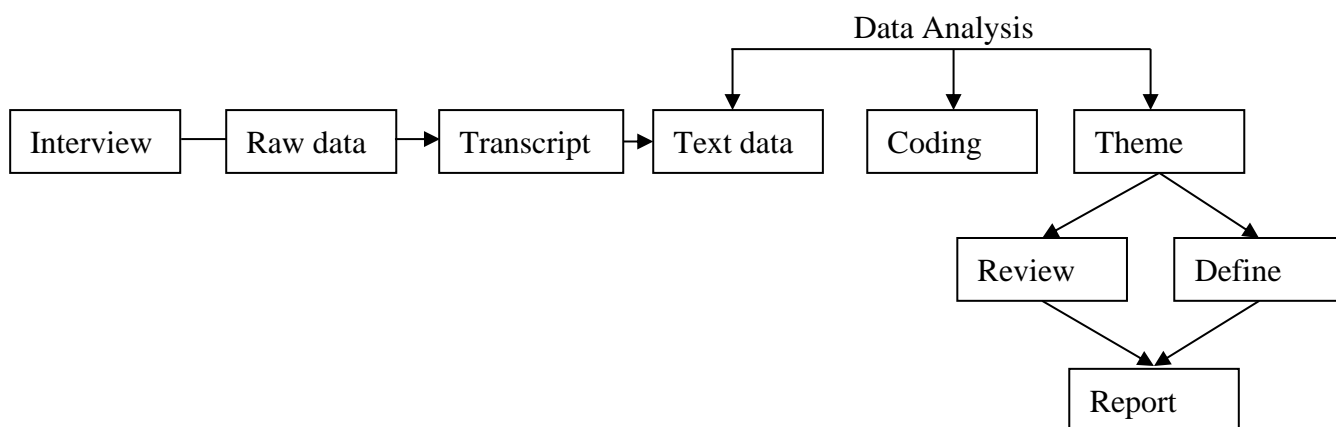 Data Analysis
Interview
Raw data
Transcript
Text data
Coding
Theme
Review
Define
Report